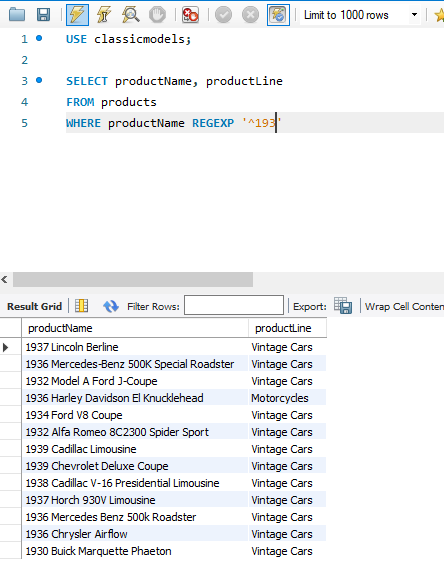 Limit to 1000 rows
1 USE classicmodels;
2
3 SELECT productName, productLine
4 FROM products
5 WHERE productName REGEXP '^193'
Result Grid Filter Rows: Export: Wrap Cell Conten
productName productLine
1937 Lincoln Berline Vintage Cars
1936 Mercedes-Benz 500K Special Roadster Vintage Cars
1932 Model A Ford J-Coupe Vintage Cars
1936 Harley Davidson El Knucklehead Motorcycles
1934 Ford V8 Coupe Vintage Cars
1932 Alfa Romeo 8C2300 Spider Sport Vintage Cars
1939 Cadillac Limousine Vintage Cars
1939 Chevrolet Deluxe Coupe Vintage Cars
1938 Cadillac V-16 Presidential Limousine Vintage Cars
1937 Horch 930V Limousine Vintage Cars
1936 Mercedes Benz 500k Roadster Vintage Cars
1936 Chrysler Airflow Vintage Cars
1930 Buick Marquette Phaeton Vintage Cars